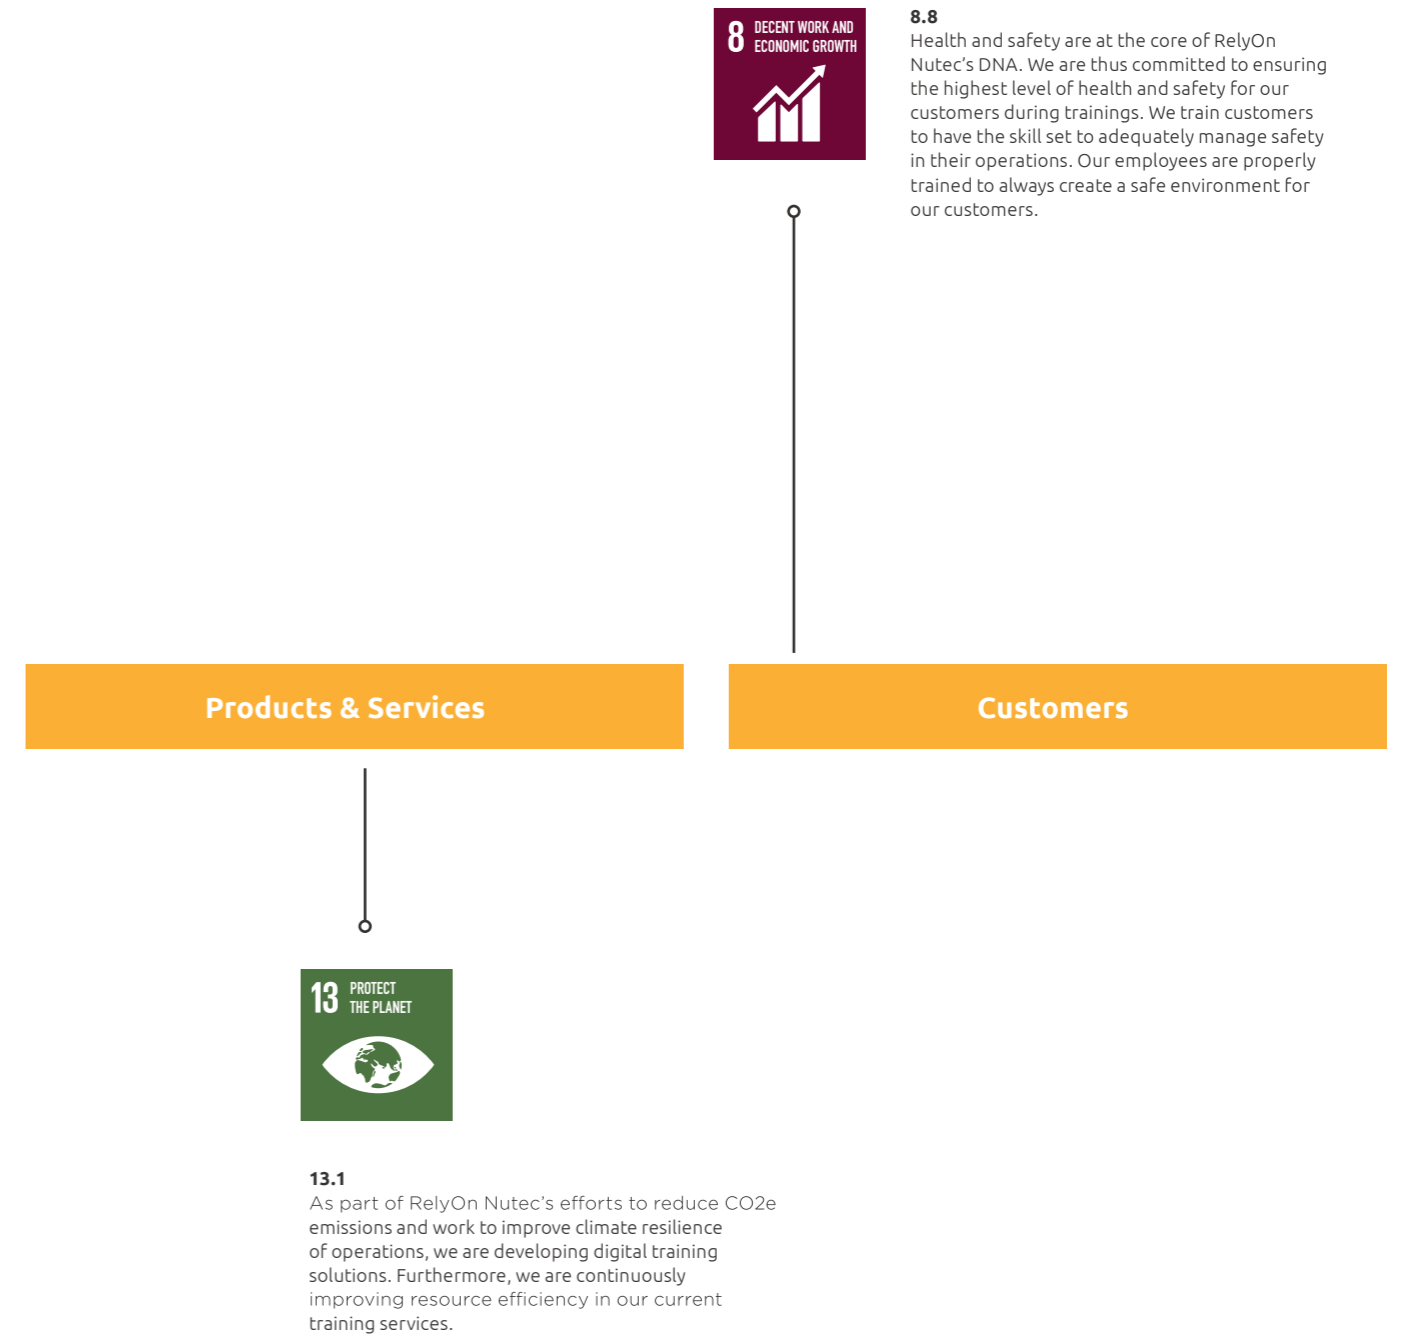 8 DECENT WORK AND
ECONOMIC GROWTH
8.8
Health and safety are at the core of RelyOn
Nutec’s DNA. We are thus committed to ensuring
the highest level of health and safety for our
customers during trainings. We train customers
to have the skill set to adequately manage safety
in their operations. Our employees are properly
trained to always create a safe environment for
our customers.
Products & Services
Customers
13 PROTECT
THE PLANET
13.1
As part of RelyOn Nutec’s efforts to reduce CO2e
emissions and work to improve climate resilience
of operations, we are developing digital training
solutions. Furthermore, we are continuously
improving resource efficiency in our current
training services.